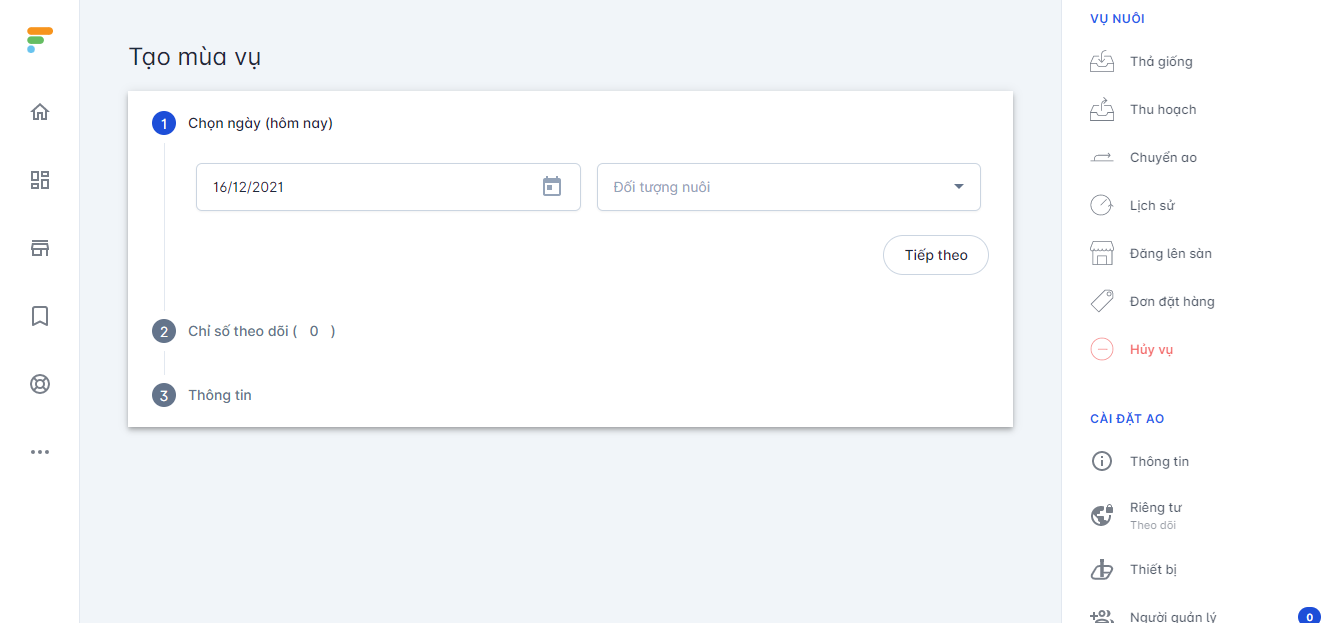 Tạo mùa vụ
1 Chọn ngày (hôm nay)
16/12/2021 Đối tượng nuôi
Tiếp theo
2 Chỉ số theo dõi ( 0 )
3 Thông tin
VỤ NUÔI
Thả giống
Thu hoạch
Chuyển ao
Lịch sử
Đăng lên sàn
Đơn đặt hàng
Hủy vụ
CÀI ĐẶT AO
Thông tin
Riêng tư
Theo dõi
Thiết bị
Người quản lý 0